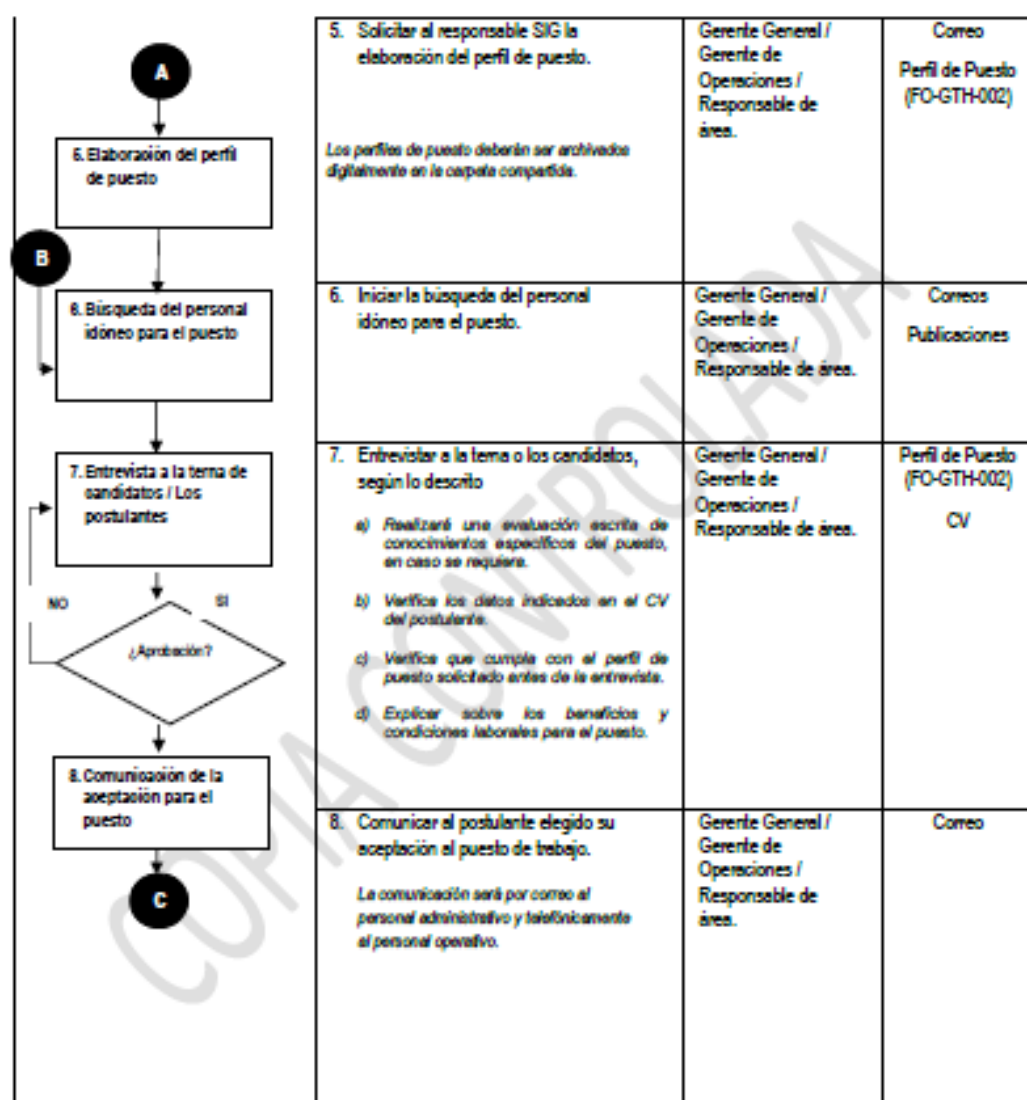 A
5. Elaboración del perfil
de puesto
B
6. Búsqueda del personal
idóneo para el puesto
7. Entrevista a la terna de
candidatos / Los
postulantes
NO
SI
¿Aprobación?
8. Comunicación de la
aceptación para el
puesto
C
5. Solicitar al responsable SIG la
elaboración del perfil de puesto.
Los perfiles de puesto deberán ser archivados
digitalmente en la carpeta compartida.
Gerente General /
Gerente de
Operaciones /
Responsable de
área.
Correo
Perfil de Puesto
(FO-GTH-002)
6. Iniciar la búsqueda del personal
idóneo para el puesto.
Gerente General /
Gerente de
Operaciones /
Responsable de área.
Correos
Publicaciones
7. Entrevistar a la terna o los candidatos,
según lo descrito
a) Realizará una evaluación escrita de
conocimientos específicos del puesto,
en caso se requiera.
b) Verifica los datos indicados en el CV
del postulante.
c) Verifica que cumpla con el perfil de
puesto solicitado antes de la entrevista.
d) Explicar sobre los beneficios y
condiciones laborales para el puesto.
Gerente General /
Gerente de
Operaciones /
Responsable de área.
Perfil de Puesto
(FO-GTH-002)
CV
8. Comunicar al postulante elegido su
aceptación al puesto de trabajo.
La comunicación será por correo al
personal administrativo y telefónicamente
al personal operativo.
Gerente General /
Gerente de
Operaciones /
Responsable de
área.
Correo
COPIA CONTROLADA